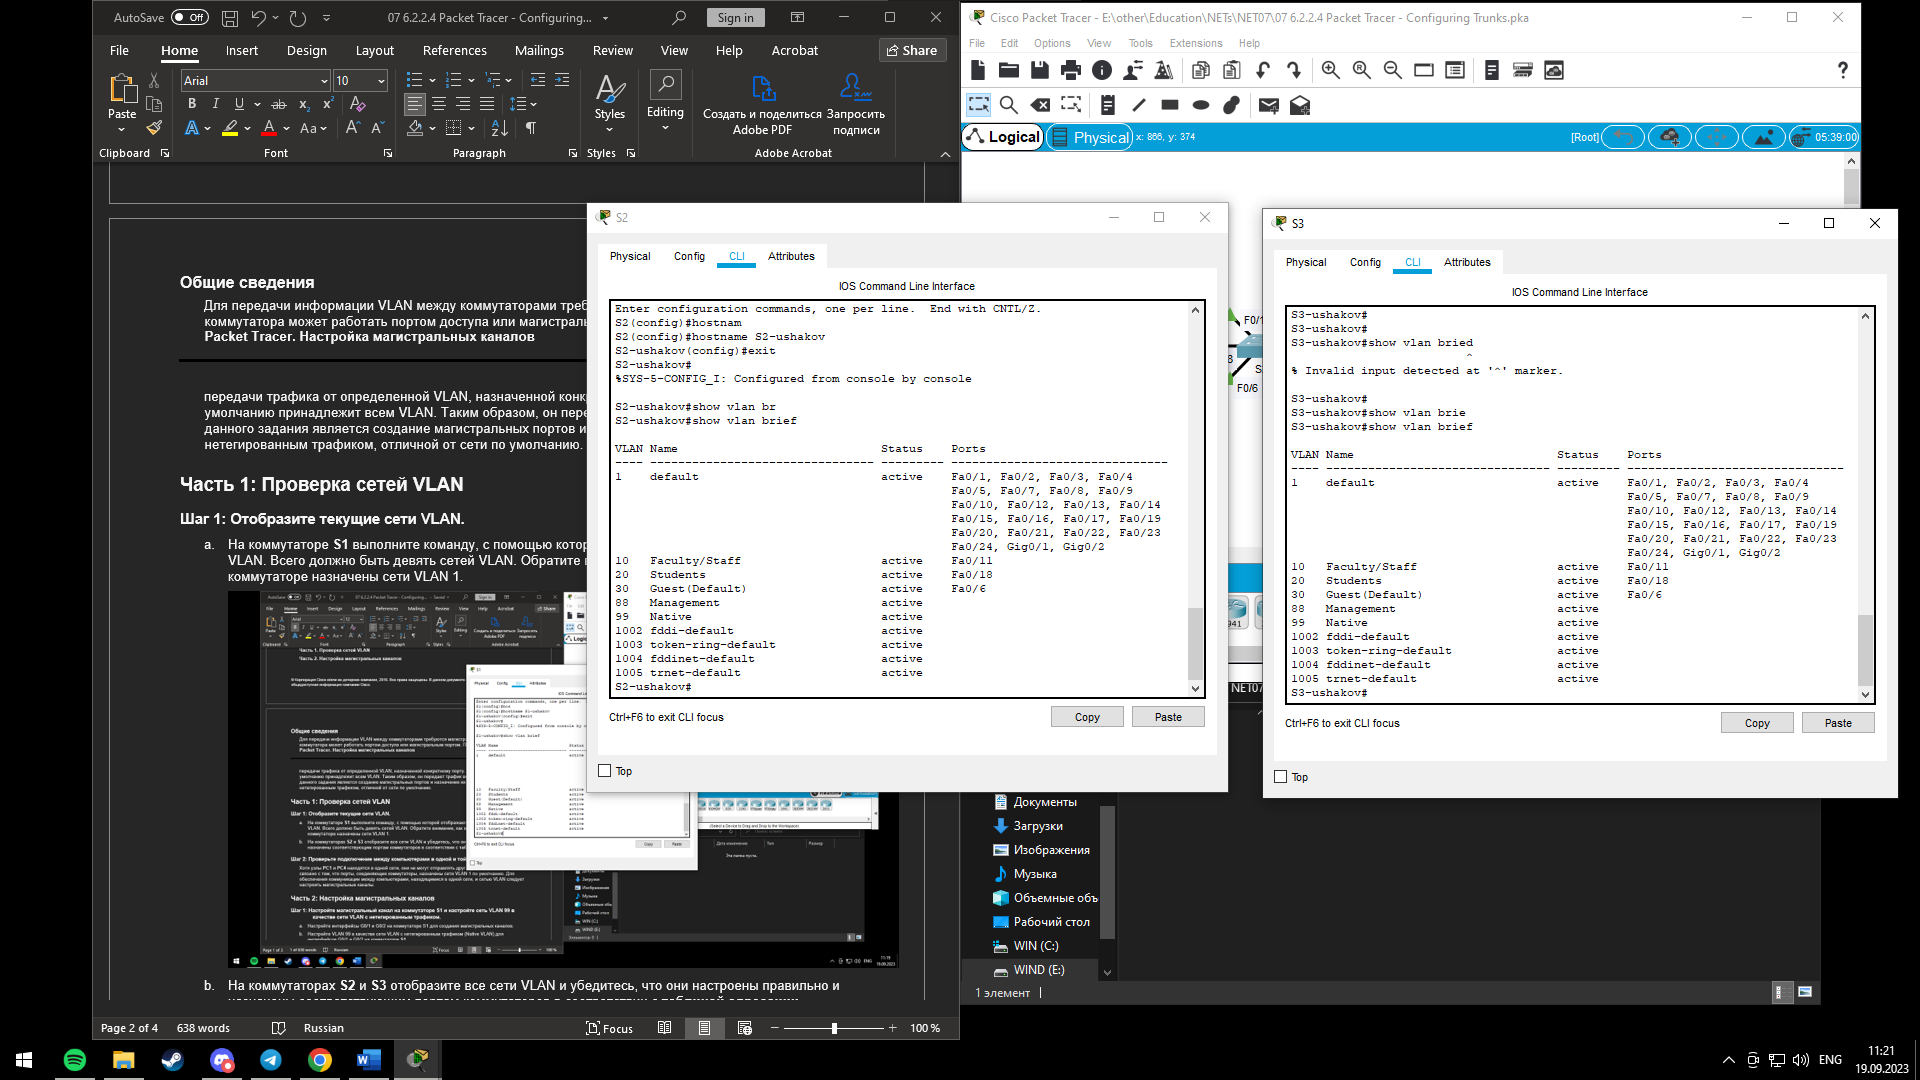 AutoSave Off
07 6.2.2.4 Packet Tracer - Configuring...
Sign in
File Home Insert Design Layout References Mailings Review View Help Acrobat
Share
Paste
Arial 10
Styles
Editing
Создать и поделиться Adobe PDF
Запросить подписи
Clipboard Font Paragraph Styles Adobe Acrobat
Общие сведения
Для передачи информации VLAN между коммутаторами
коммутатора может работать портом доступа или
Packet Tracer. Настройка магистральных каналов
передачи трафика от определенной VLAN, назначенной
умолчанию принадлежит всем VLAN. Таким образом, он
данного задания является создание магистральных портов и
нетегированным трафиком, отличной от сети по умолчанию.
Часть 1: Проверка сетей VLAN
Шаг 1: Отобразите текущие сети VLAN.
a. На коммутаторе S1 выполните команду, с помощью
VLAN. Всего должно быть девять сетей VLAN. Обратите
коммутаторе назначены сети VLAN 1.
b. На коммутаторах S2 и S3 отобразите все сети VLAN и убедитесь, что они настроены правильно и
Page 2 of 4 638 words Russian Focus 100 %
Cisco Packet Tracer - E:\other\Education\NETs\NET07\07 6.2.2.4 Packet Tracer - Configuring Trunks.pka
File Edit Options View Tools Extensions Help
Logical Physical x: 866, y: 374 [Root] 05:39:00
F0/6
S2
Physical Config CLI Attributes
IOS Command Line Interface
Enter configuration commands, one per line. End with CNTL/Z.
S2(config)#hostnam
S2(config)#hostname S2-ushakov
S2-ushakov(config)#exit
S2-ushakov#
%SYS-5-CONFIG_I: Configured from console by console
S2-ushakov#show vlan br
S2-ushakov#show vlan brief
VLAN Name Status Ports
---- -------------------------------- --------- -------------------------------
1 default active Fa0/1, Fa0/2, Fa0/3, Fa0/4
Fa0/5, Fa0/7, Fa0/8, Fa0/9
Fa0/10, Fa0/12, Fa0/13, Fa0/14
Fa0/15, Fa0/16, Fa0/17, Fa0/19
Fa0/20, Fa0/21, Fa0/22, Fa0/23
Fa0/24, Gig0/1, Gig0/2
10 Faculty/Staff active Fa0/11
20 Students active Fa0/18
30 Guest(Default) active Fa0/6
88 Management active
99 Native active
1002 fddi-default active
1003 token-ring-default active
1004 fddinet-default active
1005 trnet-default active
S2-ushakov#
Ctrl+F6 to exit CLI focus
Copy Paste
Top
S3
Physical Config CLI Attributes
IOS Command Line Interface
S3-ushakov#
S3-ushakov#
S3-ushakov#show vlan bried
^
% Invalid input detected at '^' marker.
S3-ushakov#
S3-ushakov#show vlan brie
S3-ushakov#show vlan brief
VLAN Name Status Ports
---- -------------------------------- --------- -------------------------------
1 default active Fa0/1, Fa0/2, Fa0/3, Fa0/4
Fa0/5, Fa0/7, Fa0/8, Fa0/9
Fa0/10, Fa0/12, Fa0/13, Fa0/14
Fa0/15, Fa0/16, Fa0/17, Fa0/19
Fa0/20, Fa0/21, Fa0/22, Fa0/23
Fa0/24, Gig0/1, Gig0/2
10 Faculty/Staff active Fa0/11
20 Students active Fa0/18
30 Guest(Default) active Fa0/6
88 Management active
99 Native active
1002 fddi-default active
1003 token-ring-default active
1004 fddinet-default active
1005 trnet-default active
S3-ushakov#
Ctrl+F6 to exit CLI focus
Copy Paste
Top
Документы
Загрузки
Изображения
Музыка
Объемные
Рабочий стол
WIN (C:)
WIND (E:)
1 элемент
ENG
11:21
19.09.2023